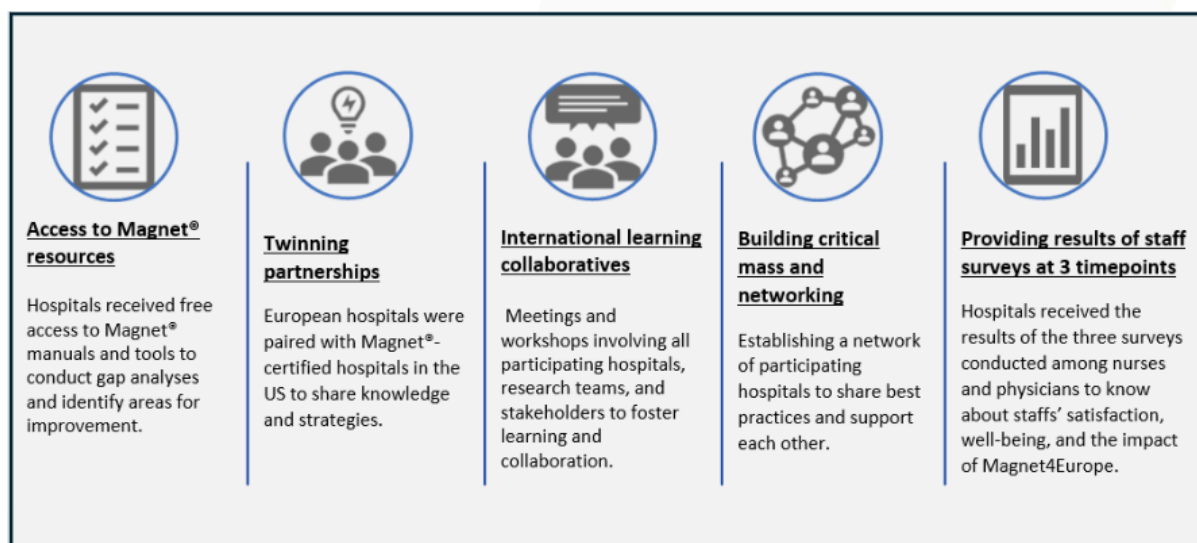 Access to Magnet®
resources
Hospitals received free
access to Magnet®
manuals and tools to
conduct gap analyses
and identify areas for
improvement.
Twinning
partnerships
European hospitals were
paired with Magnet®-
certified hospitals in the
US to share knowledge
and strategies.
International learning
collaboratives
Meetings and
workshops involving all
participating hospitals,
research teams, and
stakeholders to foster
learning and
collaboration.
Building critical
mass and
networking
Establishing a network
of participating
hospitals to share best
practices and support
each other.
Providing results of staff
surveys at 3 timepoints
Hospitals received the
results of the three surveys
conducted among nurses
and physicians to know
about staffs’ satisfaction,
well-being, and the impact
of Magnet4Europe.